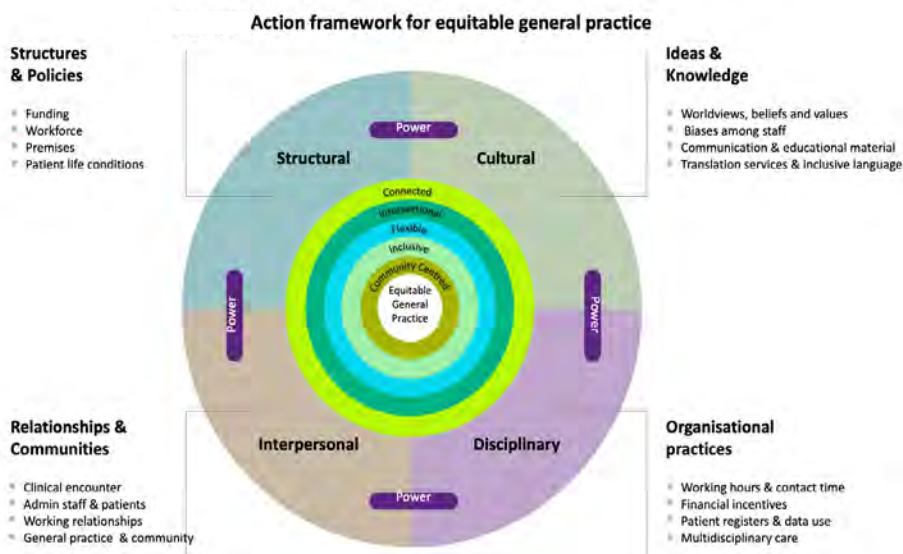 Action framework for equitable general practice
Structures
& Policies
Funding
Workforce
Premises
Patient life conditions
Ideas &
Knowledge
Worldviews, beliefs and values
Biases among staff
Communication & educational material
Translation services & inclusive language
Power
Structural
Cultural
Connected
Intersectional
Flexible
Inclusive
Community Centred
Equitable
General
Practice
Power
Power
Interpersonal
Disciplinary
Power
Relationships &
Communities
Clinical encounter
Admin staff & patients
Working relationships
General practice & community
Organisational
practices
Working hours & contact time
Financial incentives
Patient registers & data use
Multidisciplinary care